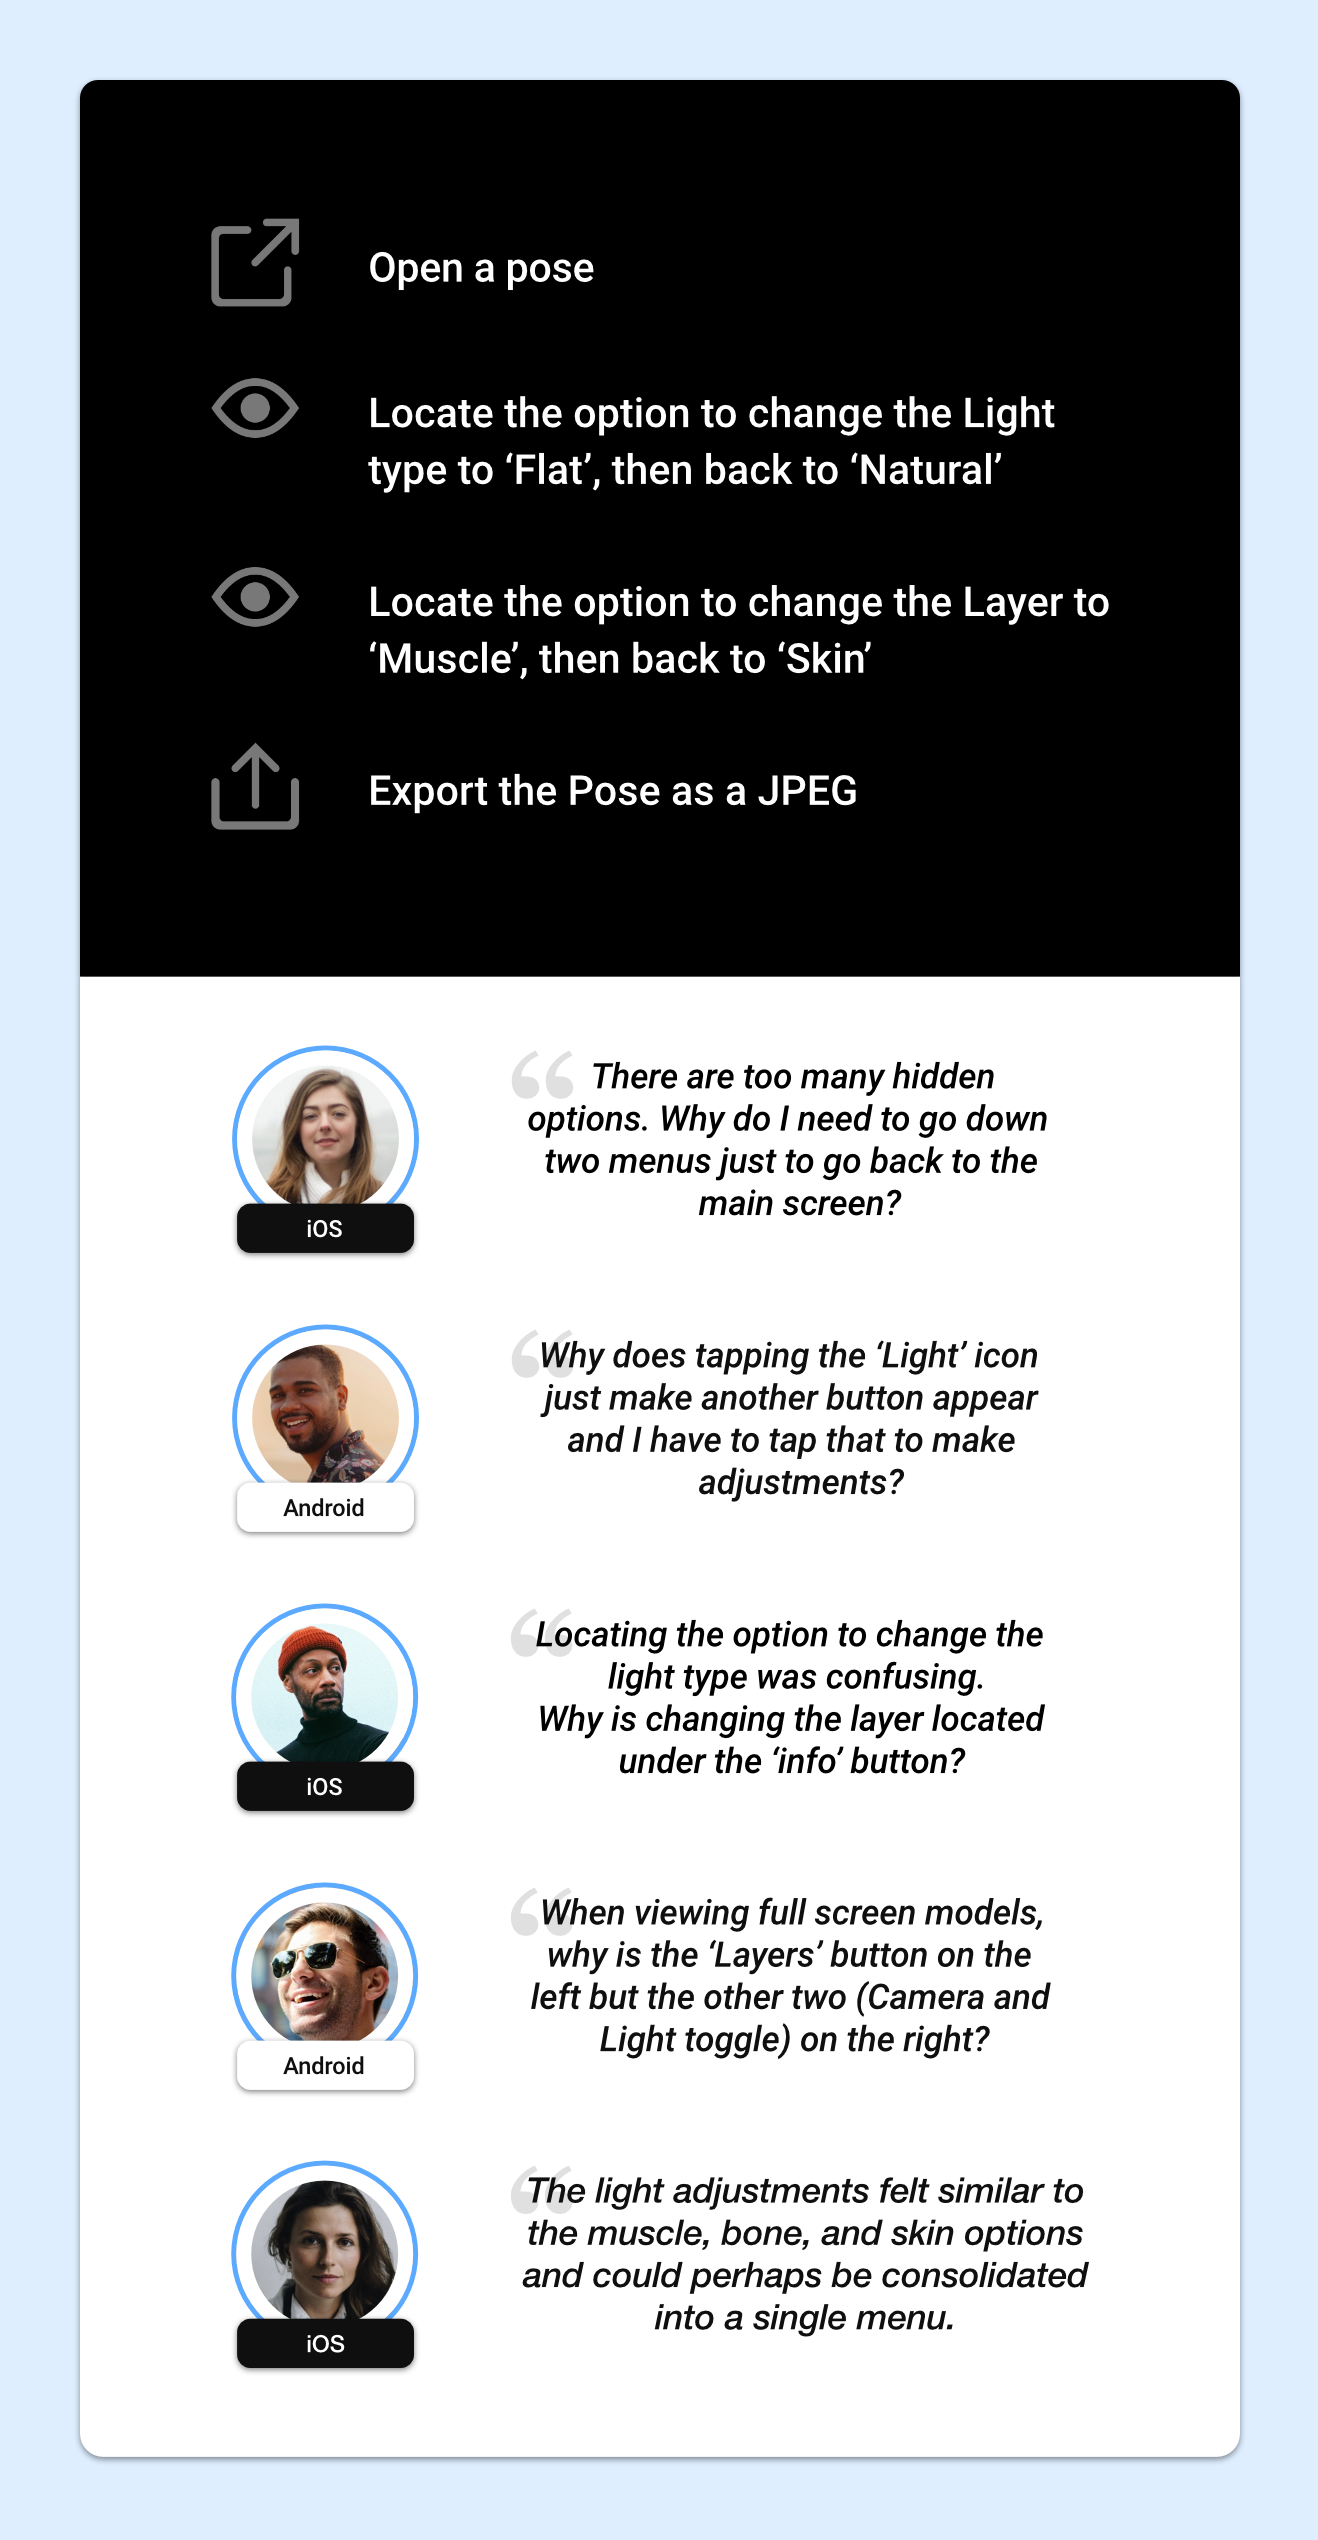 Open a pose
Locate the option to change the Light
type to ‘Flat’, then back to ‘Natural’
Locate the option to change the Layer to
‘Muscle’, then back to ‘Skin’
Export the Pose as a JPEG
“ There are too many hidden
options. Why do I need to go down
two menus just to go back to the
main screen?
iOS
“ Why does tapping the ‘Light’ icon
just make another button appear
and I have to tap that to make
adjustments?
Android
“ Locating the option to change the
light type was confusing.
Why is changing the layer located
under the ‘info’ button?
iOS
“ When viewing full screen models,
why is the ‘Layers’ button on the
left but the other two (Camera and
Light toggle) on the right?
Android
“ The light adjustments felt similar to
the muscle, bone, and skin options
and could perhaps be consolidated
into a single menu.
iOS